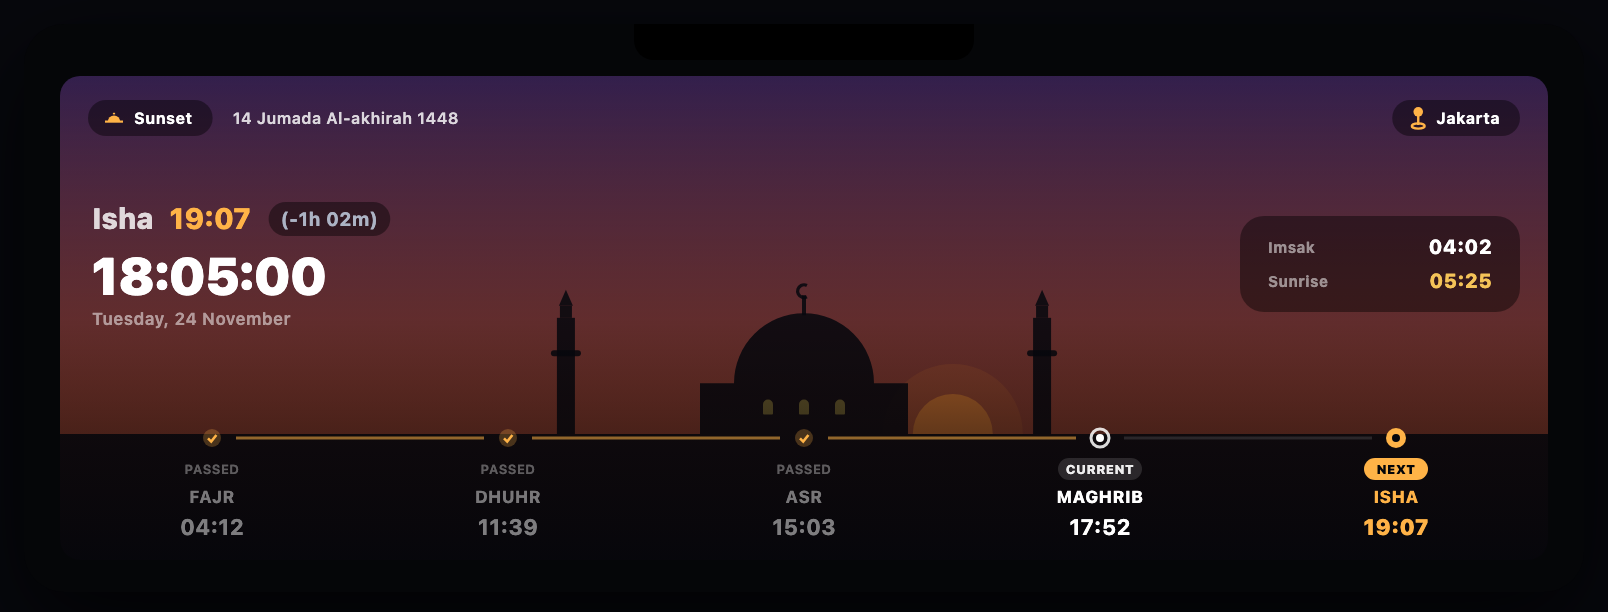 Sunset
14 Jumada Al-akhirah 1448
Jakarta
Isha 19:07 (-1h 02m)
18:05:00
Tuesday, 24 November
Imsak 04:02
Sunrise 05:25
PASSED PASSED PASSED CURRENT NEXT
FAJR DHUHR ASR MAGHRIB ISHA
04:12 11:39 15:03 17:52 19:07